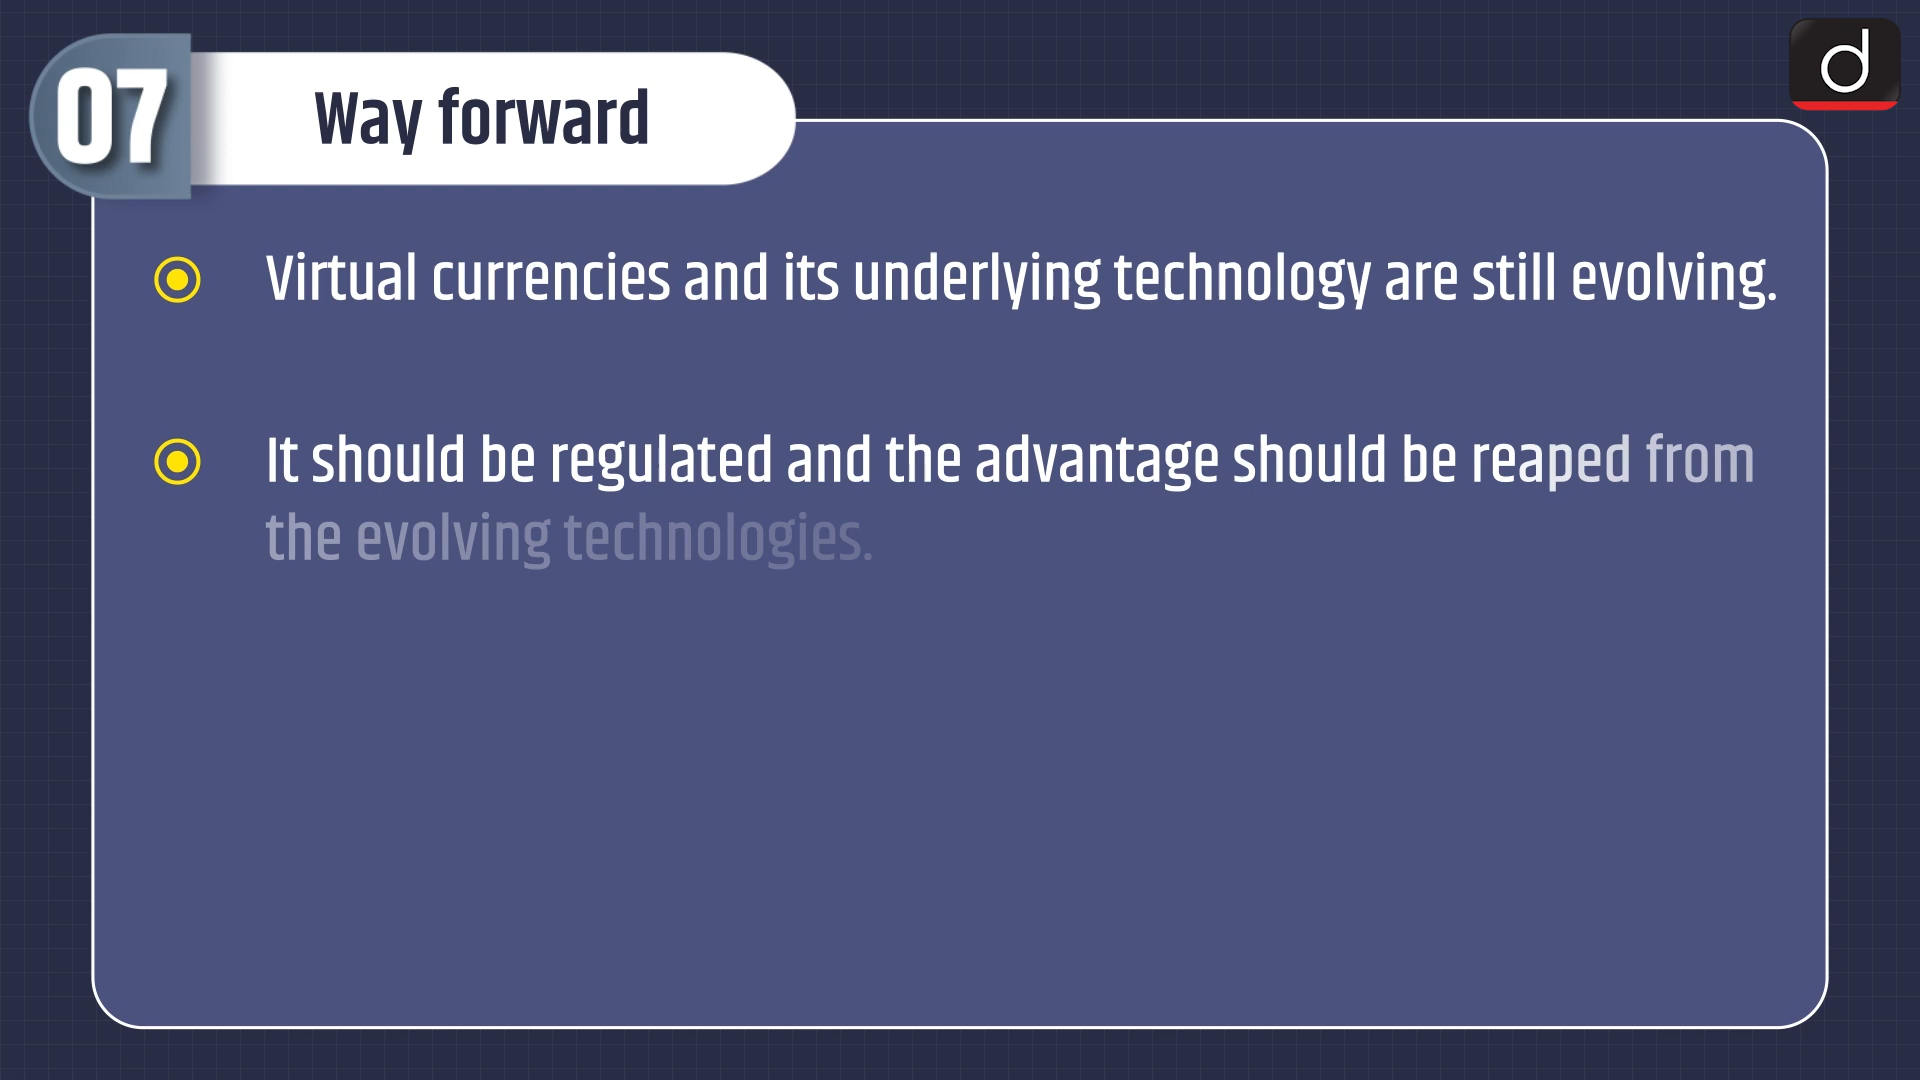 07
Way forward
d
Virtual currencies and its underlying technology are still evolving.
It should be regulated and the advantage should be reaped from
the evolving technologies.